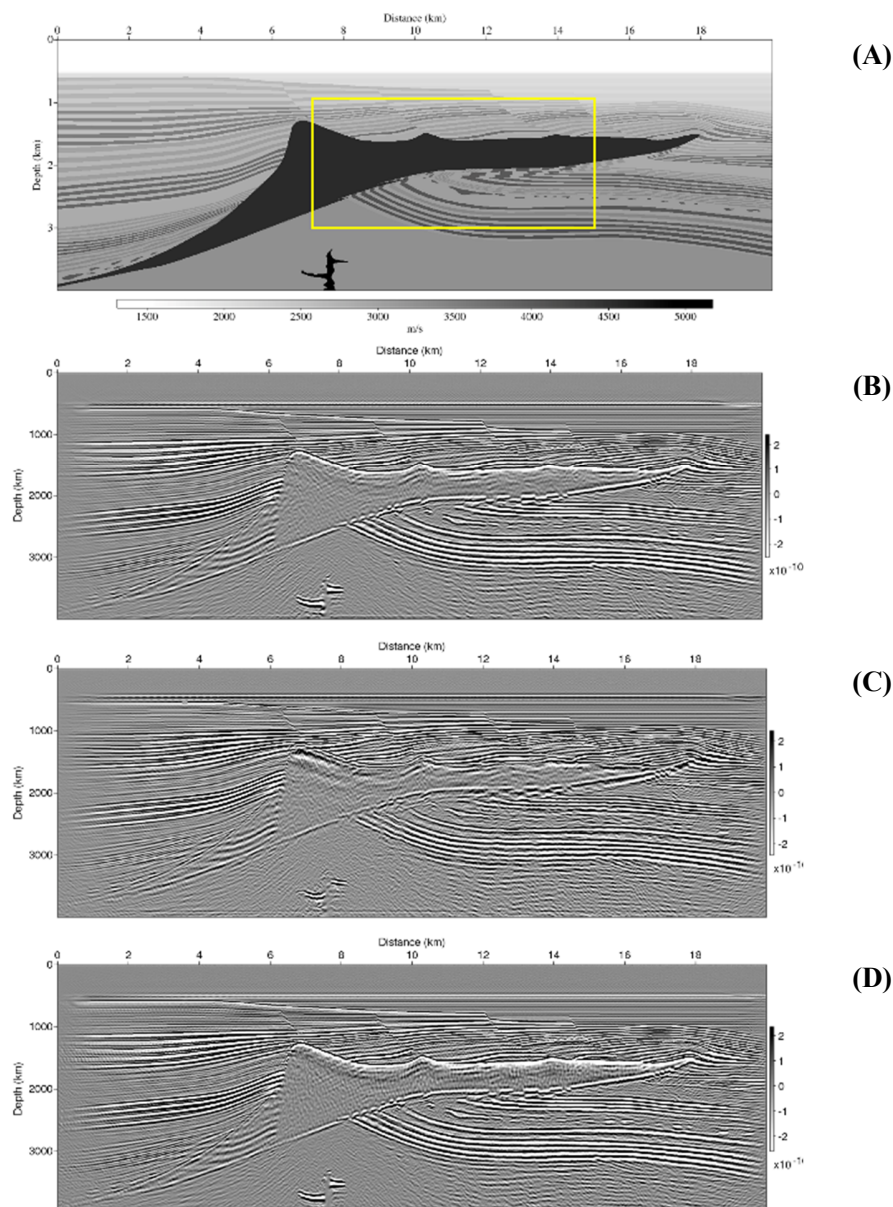 Distance (km)
0 2 4 6 8 10 12 14 16 18
(A)
0
1
Depth (km)
2
3
1500 2000 2500 3000 3500 4000 4500 5000
m/s
Distance (km)
0 2 4 6 8 10 12 14 16 18
(B)
0
1000
Depth (km)
2000
3000
2
1
0
-1
-2
x10⁻¹⁰
Distance (km)
0 2 4 6 8 10 12 14 16 18
(C)
0
1000
Depth (km)
2000
3000
2
1
0
-1
-2
Distance (km)
0 2 4 6 8 10 12 14 16 18
(D)
0
1000
Depth (km)
2000
3000
2
1
0
-1
-2